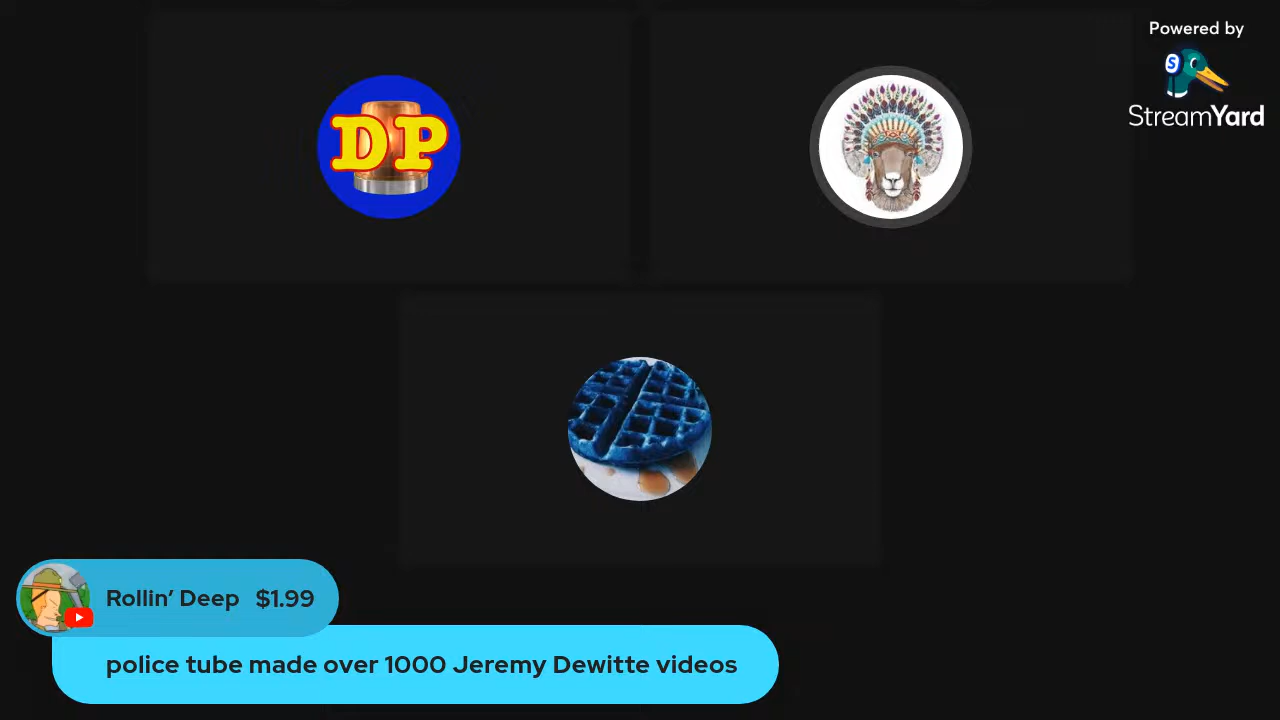 Powered by
StreamYard
S
DP
Rollin’ Deep $1.99
police tube made over 1000 Jeremy Dewitte videos